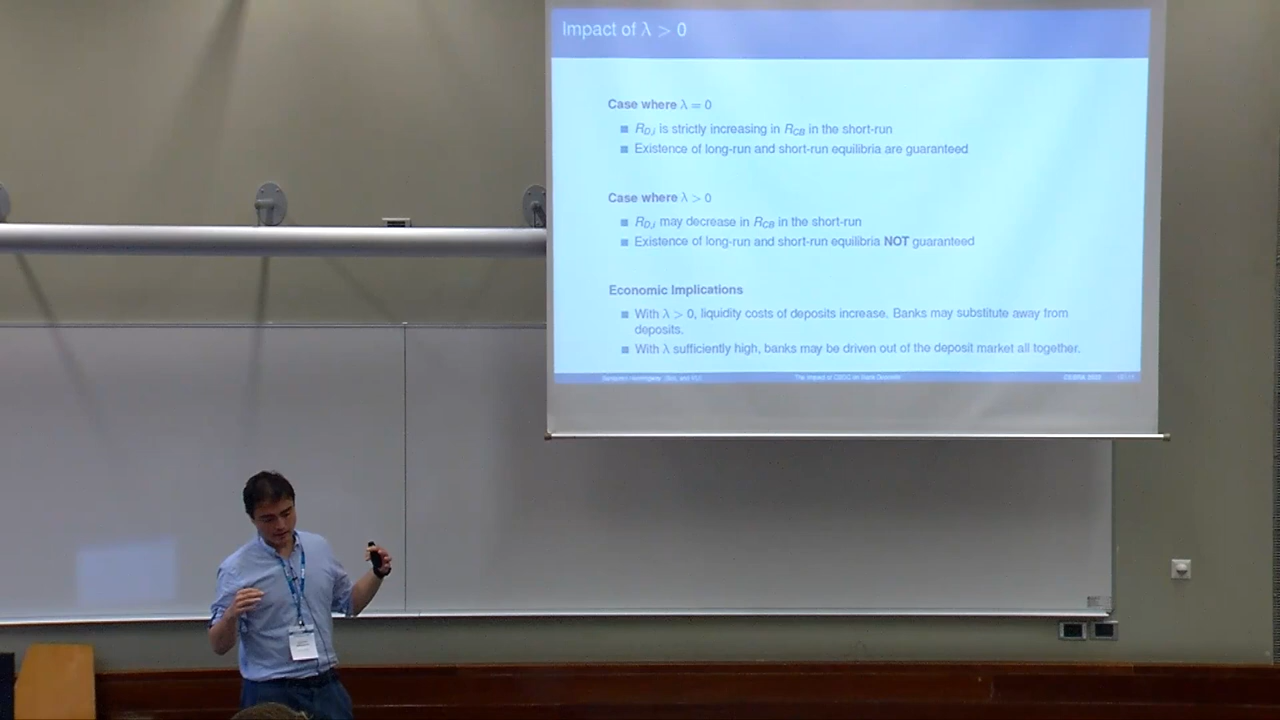 Impact of λ > 0
Case where λ = 0
R_{D,i} is strictly increasing in R_{CB} in the short-run
Existence of long-run and short-run equilibria are guaranteed
Case where λ > 0
R_{D,i} may decrease in R_{CB} in the short-run
Existence of long-run and short-run equilibria NOT guaranteed
Economic Implications
With λ > 0, liquidity costs of deposits increase. Banks may substitute away from
deposits.
With λ sufficiently high, banks may be driven out of the deposit market all together.
The Impact of CBDC on Bank Deposits